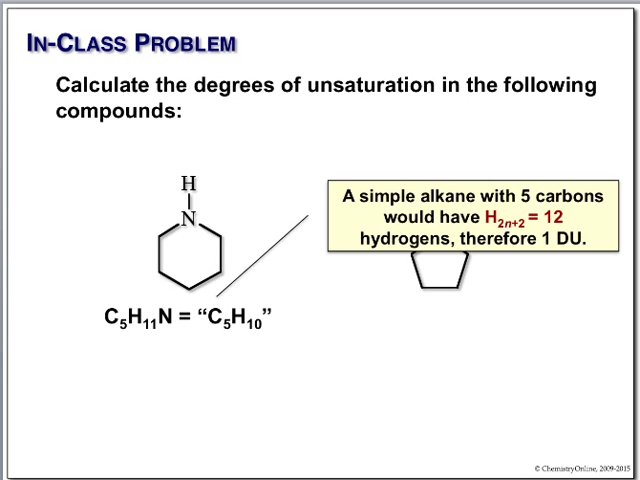 IN-CLASS PROBLEM
Calculate the degrees of unsaturation in the following
compounds:
H
N
A simple alkane with 5 carbons
would have H2n+2 = 12
hydrogens, therefore 1 DU.
C5H11N = “C5H10”
© ChemistryOnline, 2009-2015